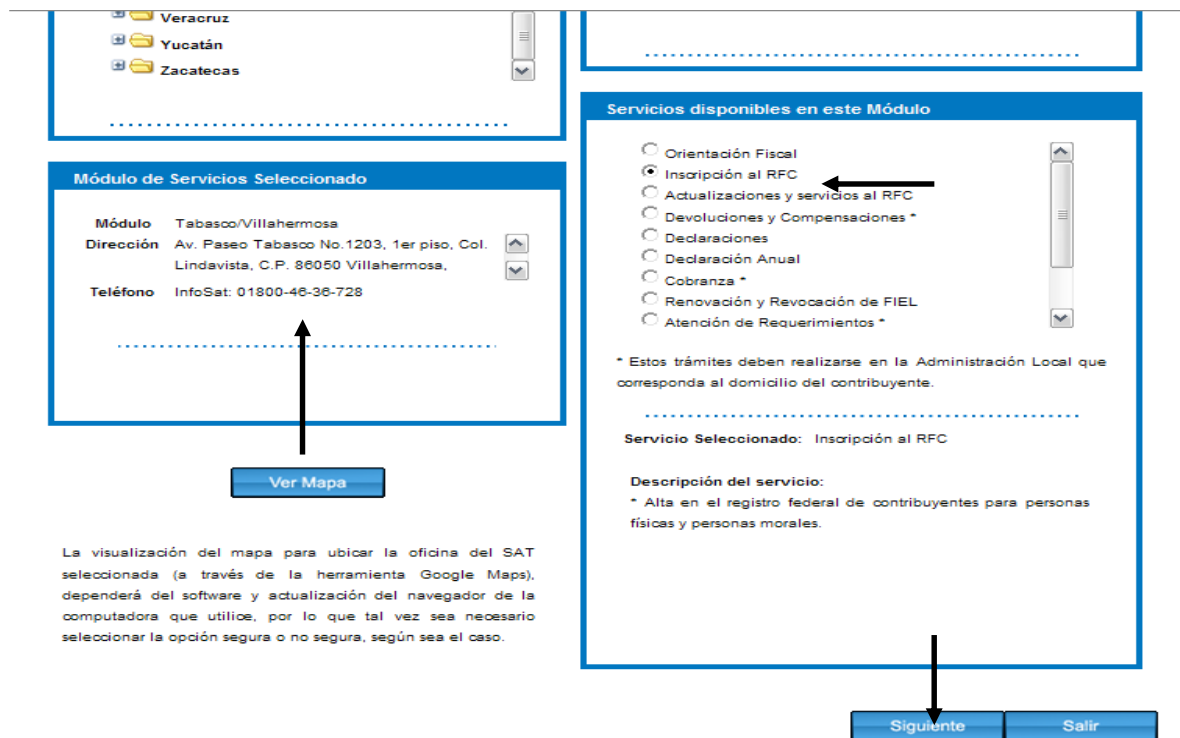 Veracruz
Yucatán
Zacatecas
Módulo de Servicios Seleccionado
Módulo Tabasco/Villahermosa
Dirección Av. Paseo Tabasco No.1203, 1er piso, Col.
Lindavista, C.P. 86050 Villahermosa,
Teléfono InfoSat: 01800-46-36-728
Ver Mapa
La visualización del mapa para ubicar la oficina del SAT
seleccionada (a través de la herramienta Google Maps),
dependerá del software y actualización del navegador de la
computadora que utilice, por lo que tal vez sea necesario
seleccionar la opción segura o no segura, según sea el caso.
Servicios disponibles en este Módulo
Orientación Fiscal
Inscripción al RFC
Actualizaciones y servicios al RFC
Devoluciones y Compensaciones *
Declaraciones
Declaración Anual
Cobranza *
Renovación y Revocación de FIEL
Atención de Requerimientos *
* Estos trámites deben realizarse en la Administración Local que
corresponda al domicilio del contribuyente.
Servicio Seleccionado: Inscripción al RFC
Descripción del servicio:
* Alta en el registro federal de contribuyentes para personas
físicas y personas morales.
Siguiente Salir